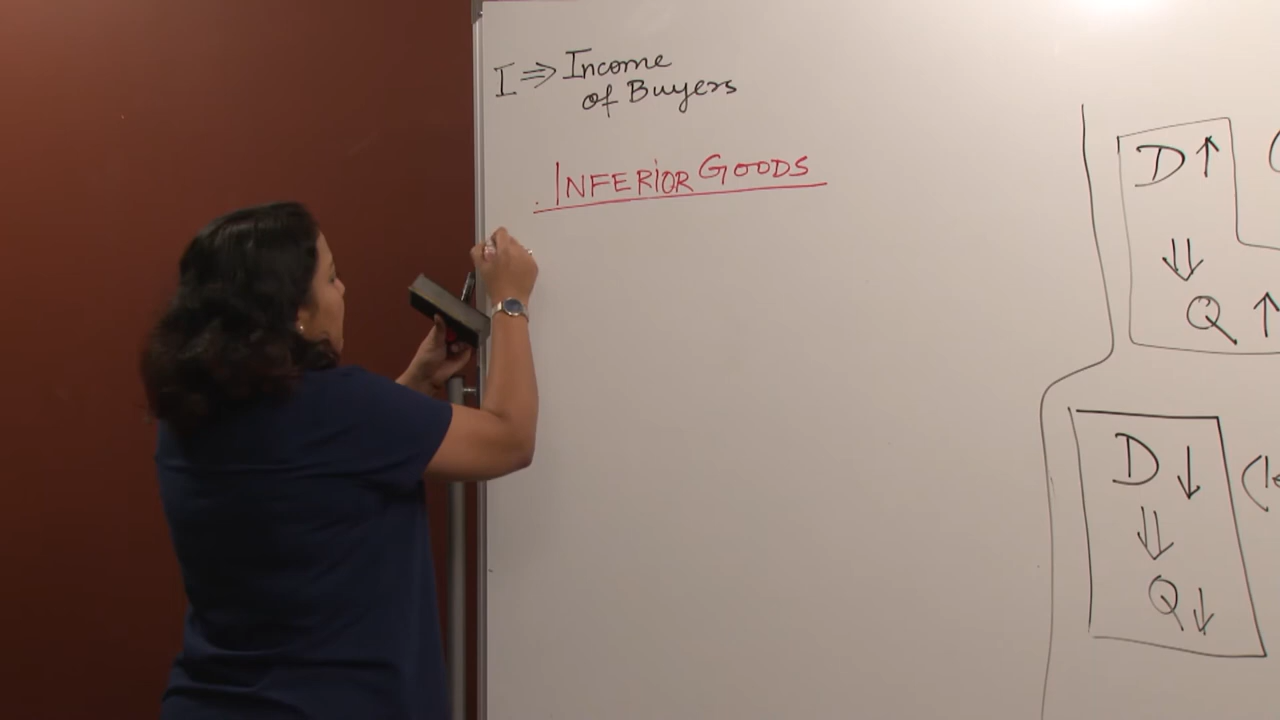 I ⇒ Income
of Buyers
INFERIOR GOODS
D ↑
⇓
Q ↑
D ↓
⇓
Q ↓